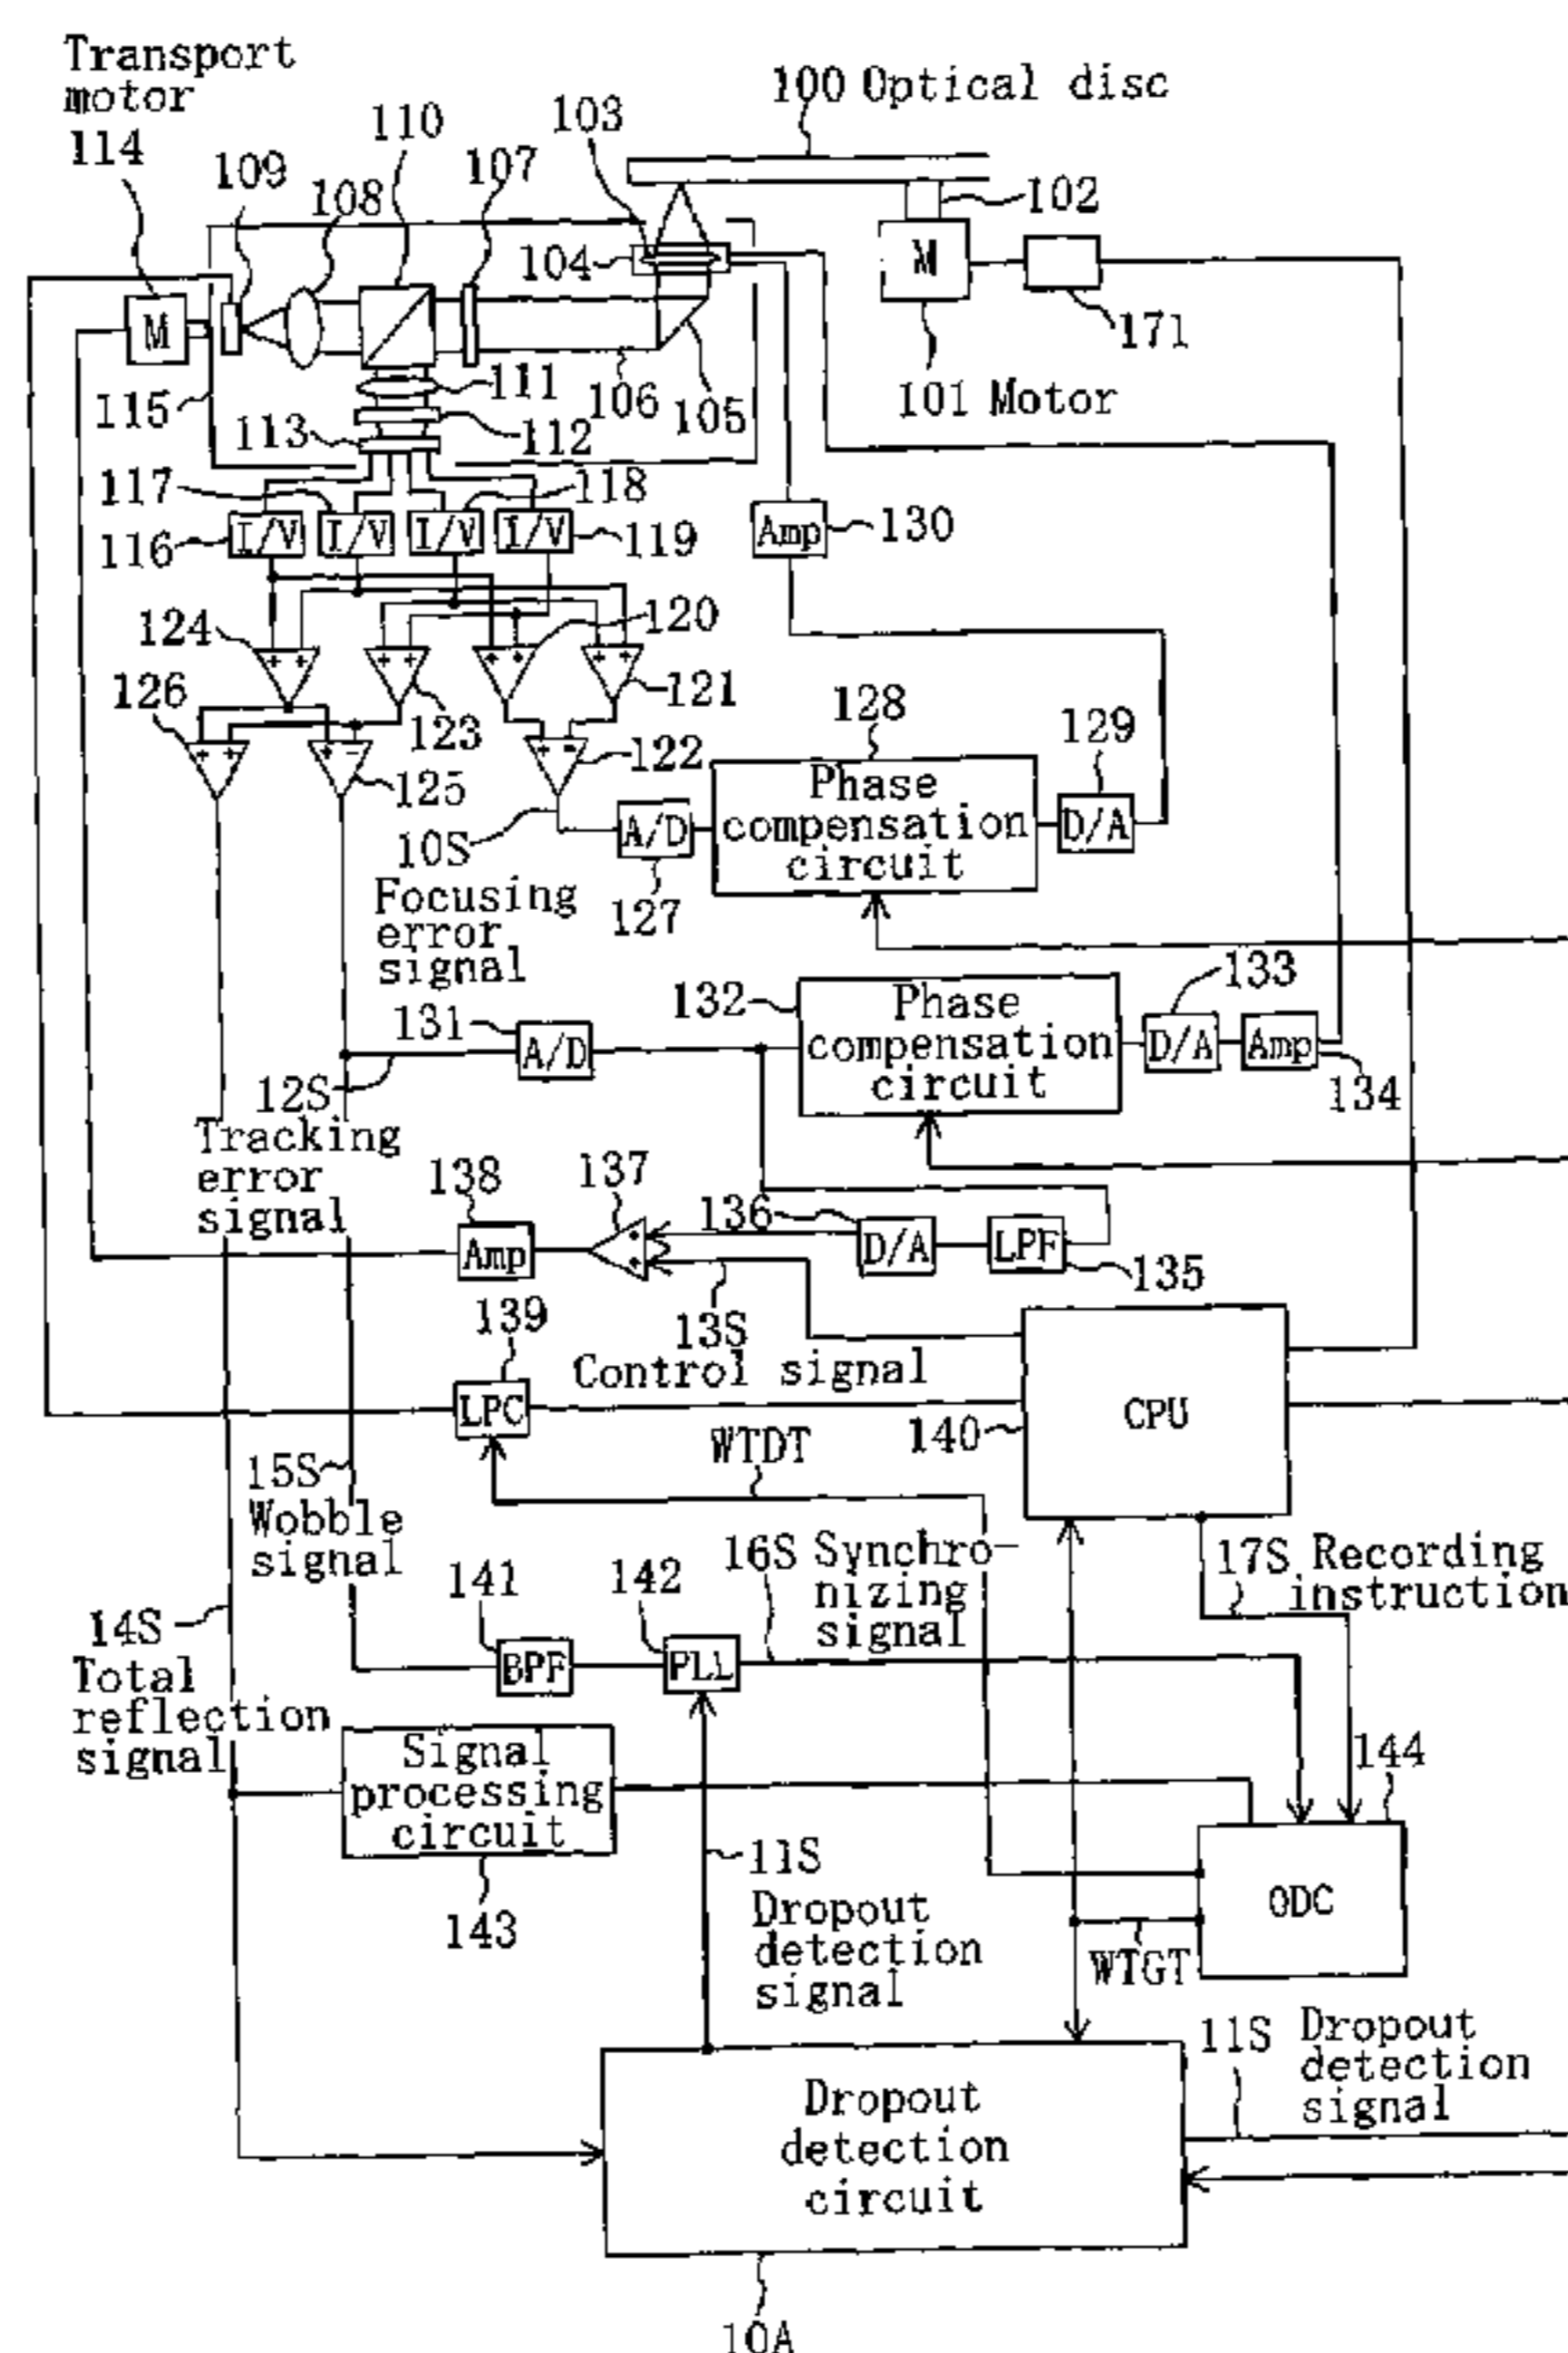 Transport
motor
114
109
108
110
103
107
100 Optical disc
102
104
M
M
171
115
111
106
105
101 Motor
113
112
117
118
116
I/V
I/V
I/V
I/V
119
Amp
130
124
120
126
121
123
122
128
129
125
10S
A/D
Phase
compensation
circuit
D/A
Focusing
error
signal
127
131
132
133
A/D
Phase
compensation
circuit
D/A
Amp
134
12S
Tracking
error
signal
138
137
136
Amp
D/A
LPF
135
139
13S
Control signal
LPC
140
CPU
WTDT
15S
Wobble
signal
16S Synchro-
nizing
signal
17S Recording
instruction
141
142
14S
Total
reflection
signal
BPF
PLL
Signal
processing
circuit
143
144
11S
Dropout
detection
signal
ODC
WTGT
11S Dropout
detection
signal
Dropout
detection
circuit
10A